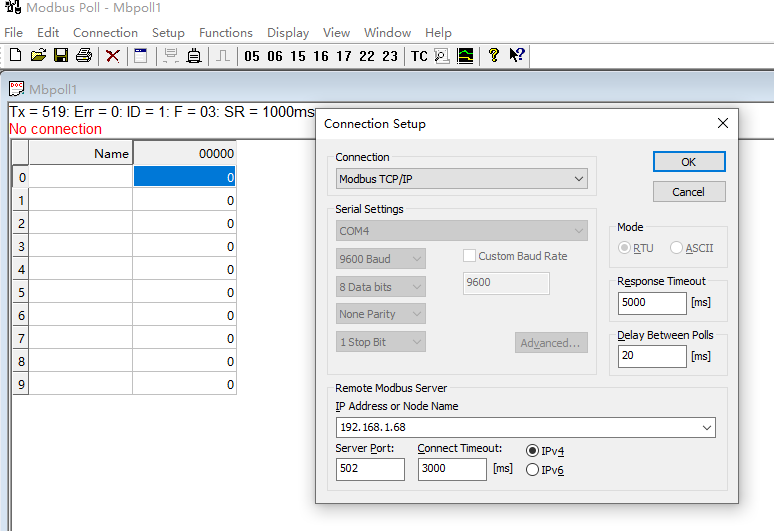 Modbus Poll - Mbpoll1
File Edit Connection Setup Functions Display View Window Help
05 06 15 16 17 22 23 TC
Mbpoll1
Tx = 519: Err = 0: ID = 1: F = 03: SR = 1000ms
No connection
Name 00000
0 0
1 0
2 0
3 0
4 0
5 0
6 0
7 0
8 0
9 0
Connection Setup
Connection
Modbus TCP/IP
OK
Cancel
Serial Settings
COM4
9600 Baud
Custom Baud Rate
8 Data bits
9600
None Parity
1 Stop Bit
Advanced...
Mode
RTU ASCII
Response Timeout
5000 [ms]
Delay Between Polls
20 [ms]
Remote Modbus Server
IP Address or Node Name
192.168.1.68
Server Port: Connect Timeout: IPv4
502 3000 [ms] IPv6